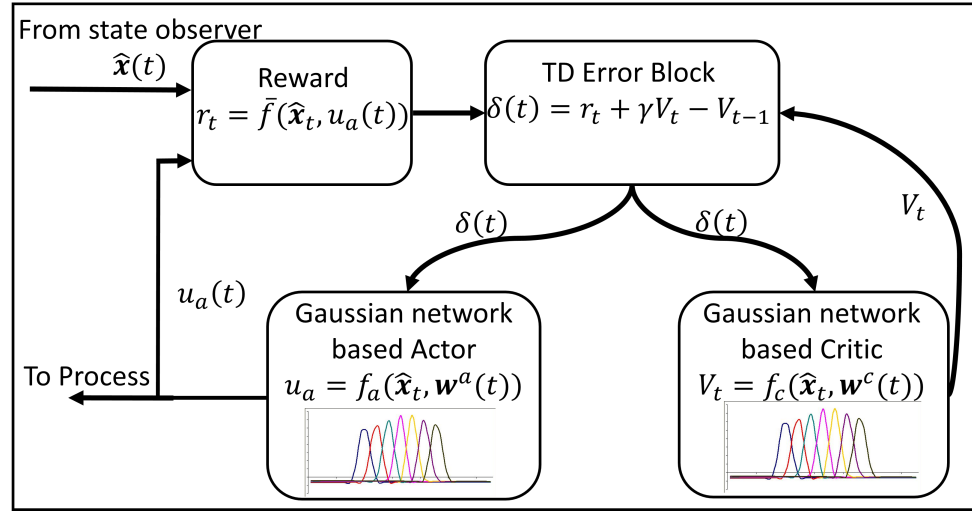 From state observer
x̂(t)
Reward
r_t = f̄(x̂_t, u_a(t))
TD Error Block
δ(t) = r_t + γV_t − V_{t−1}
V_t
δ(t)
δ(t)
u_a(t)
To Process
Gaussian network
based Actor
u_a = f_a(x̂_t, w^a(t))
Gaussian network
based Critic
V_t = f_c(x̂_t, w^c(t))